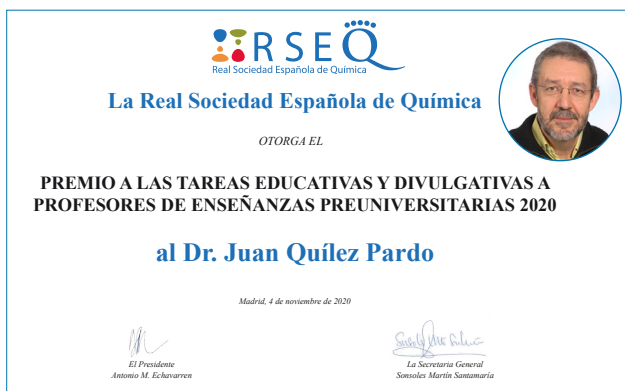 RSEQ
Real Sociedad Española de Química
La Real Sociedad Española de Química
OTORGA EL
PREMIO A LAS TAREAS EDUCATIVAS Y DIVULGATIVAS A
PROFESORES DE ENSEÑANZAS PREUNIVERSITARIAS 2020
al Dr. Juan Quílez Pardo
Madrid, 4 de noviembre de 2020
El Presidente
Antonio M. Echavarren
La Secretaria General
Sonsoles Martín Santamaría